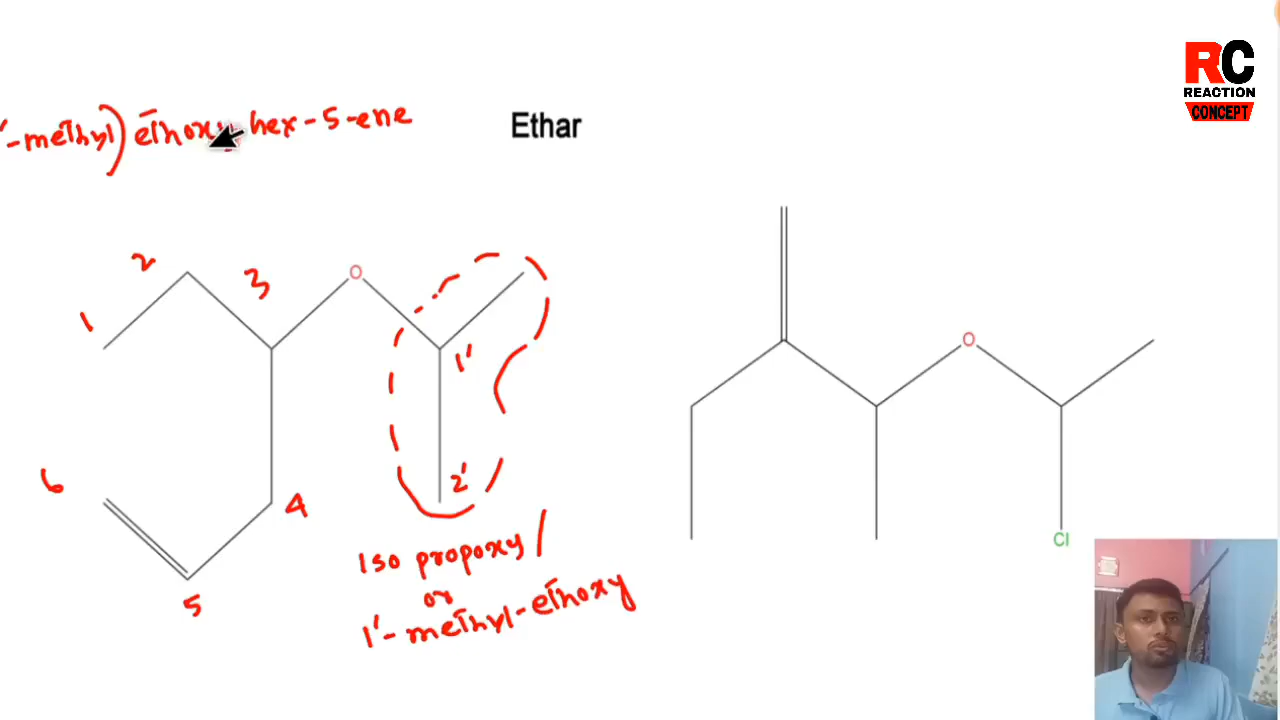 RC
REACTION
CONCEPT
'-methyl) ethoxy hex-5-ene
Ethar
2
3
O
1
1'
O
6
2'
4
Iso propoxy/
Cl
or
5
1'-methyl-ethoxy